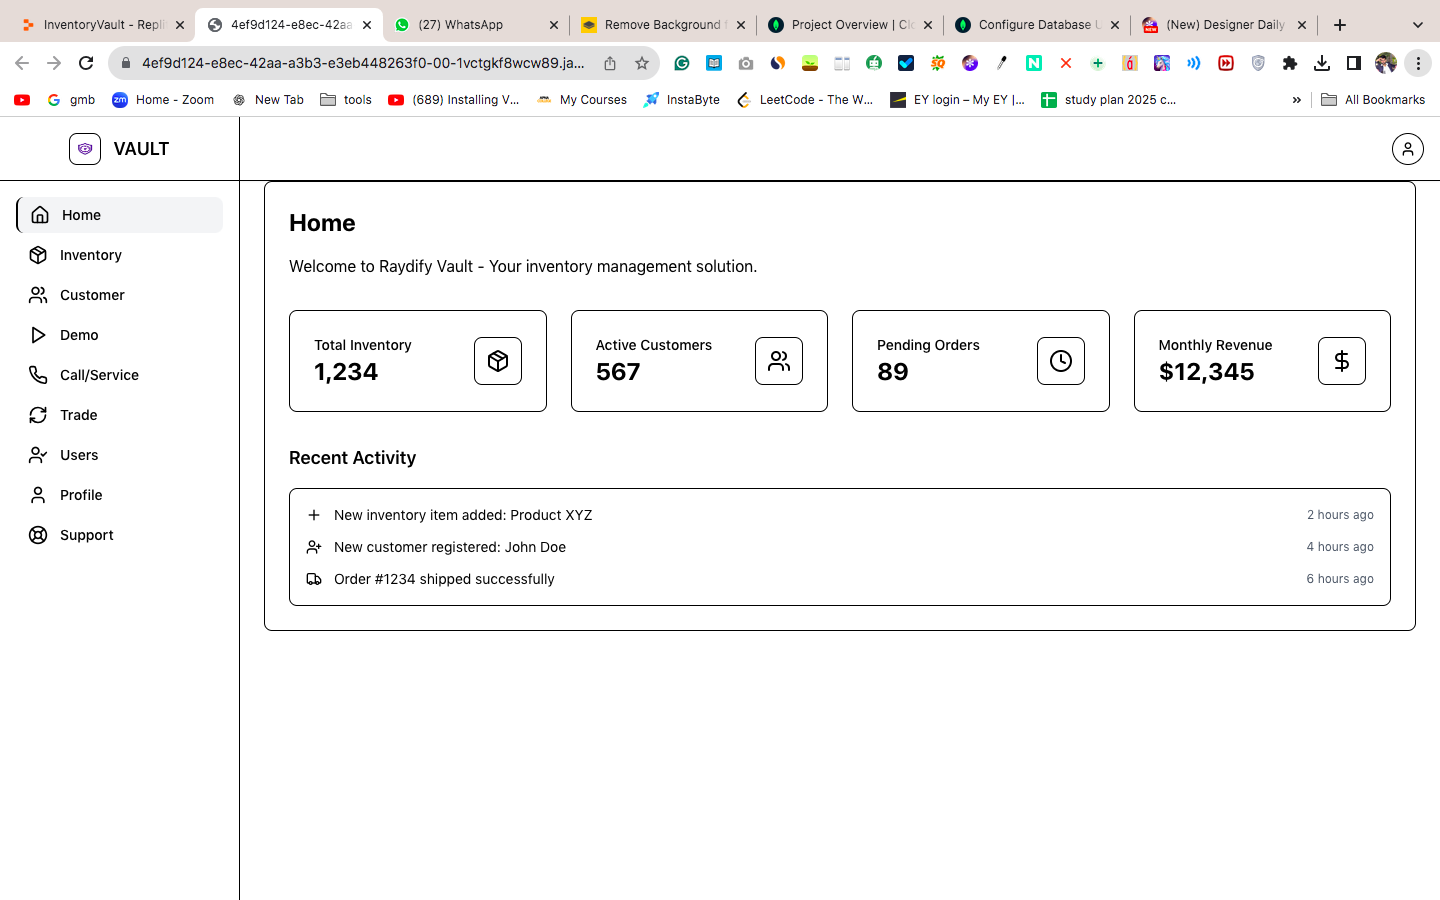 InventoryVault - Repli
4ef9d124-e8ec-42aa
(27) WhatsApp
Remove Background
Project Overview | Clo
Configure Database U
(New) Designer Daily
4ef9d124-e8ec-42aa-a3b3-e3eb448263f0-00-1vctgkf8wcw89.ja...
gmb
zm
Home - Zoom
New Tab
tools
(689) Installing V...
My Courses
InstaByte
LeetCode - The W...
EY login – My EY |...
study plan 2025 c...
»
All Bookmarks
VAULT
Home
Inventory
Customer
Demo
Call/Service
Trade
Users
Profile
Support
Home
Welcome to Raydify Vault - Your inventory management solution.
Total Inventory
1,234
Active Customers
567
Pending Orders
89
Monthly Revenue
$12,345
Recent Activity
New inventory item added: Product XYZ 2 hours ago
New customer registered: John Doe 4 hours ago
Order #1234 shipped successfully 6 hours ago